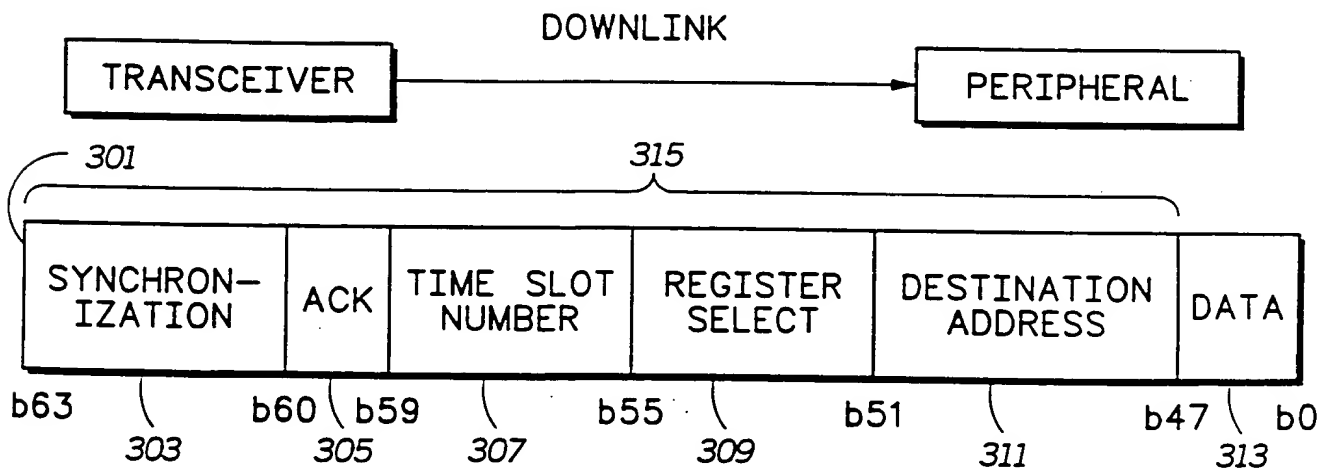 DOWNLINK
TRANSCEIVER
PERIPHERAL
301
315
SYNCHRON-
IZATION
ACK
TIME SLOT
NUMBER
REGISTER
SELECT
DESTINATION
ADDRESS
DATA
b63
b60
b59
b55
b51
b47
b0
303
305
307
309
311
313